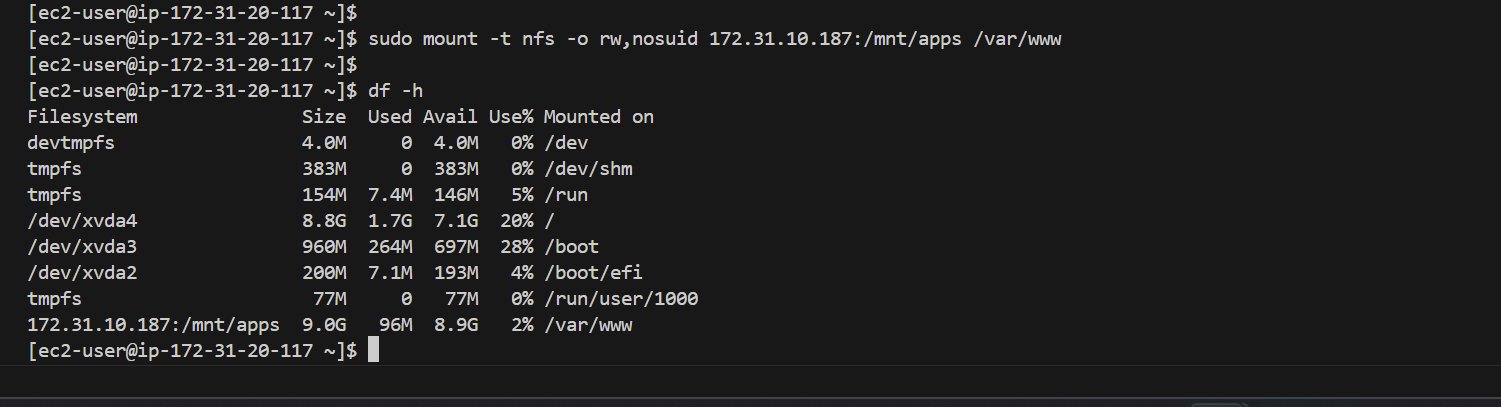 [ec2-user@ip-172-31-20-117 ~]$
[ec2-user@ip-172-31-20-117 ~]$ sudo mount -t nfs -o rw,nosuid 172.31.10.187:/mnt/apps /var/www
[ec2-user@ip-172-31-20-117 ~]$
[ec2-user@ip-172-31-20-117 ~]$ df -h
Filesystem               Size  Used Avail Use% Mounted on
devtmpfs                 4.0M     0  4.0M   0% /dev
tmpfs                    383M     0  383M   0% /dev/shm
tmpfs                    154M  7.4M  146M   5% /run
/dev/xvda4               8.8G  1.7G  7.1G  20% /
/dev/xvda3               960M  264M  697M  28% /boot
/dev/xvda2               200M  7.1M  193M   4% /boot/efi
tmpfs                     77M     0   77M   0% /run/user/1000
172.31.10.187:/mnt/apps  9.0G   96M  8.9G   2% /var/www
[ec2-user@ip-172-31-20-117 ~]$